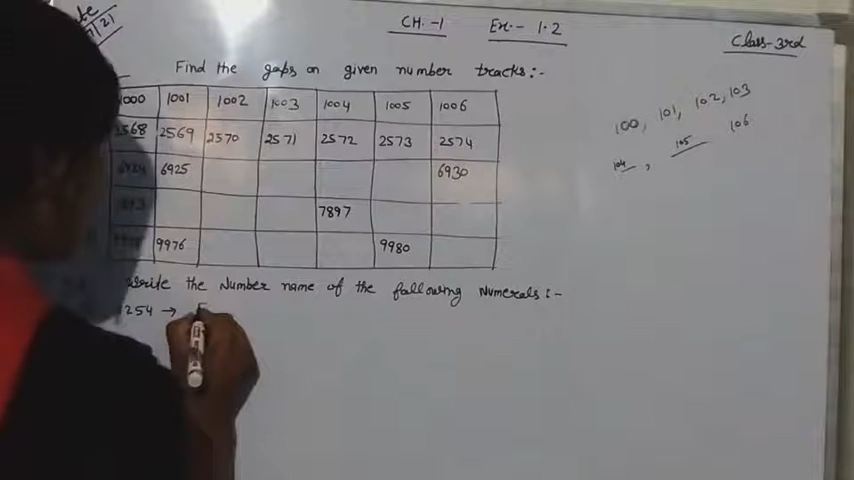 CH.-1 Ex.- 1.2
Class-3rd
Find the gaps on given number tracks:-
1000 1001 1002 1003 1004 1005 1006
2568 2569 2570 2571 2572 2573 2574
6925 6930
7897
9976 9980
100, 101, 102, 103
104, 105 106
Write the Number name of the following Numerals:-
254 →